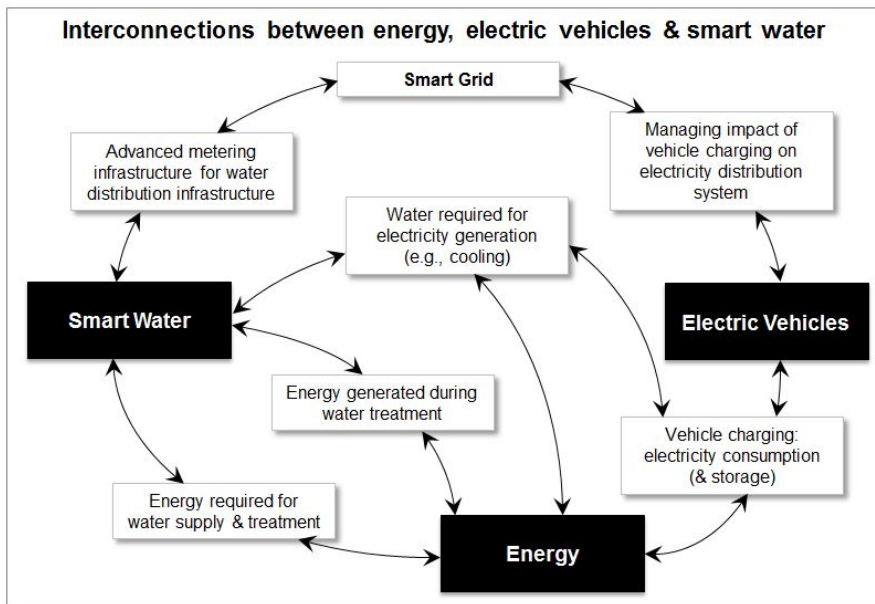 Interconnections between energy, electric vehicles & smart water
Smart Grid
Advanced metering
infrastructure for water
distribution infrastructure
Managing impact of
vehicle charging on
electricity distribution
system
Water required for
electricity generation
(e.g., cooling)
Smart Water
Electric Vehicles
Energy generated during
water treatment
Vehicle charging:
electricity consumption
(& storage)
Energy required for
water supply & treatment
Energy